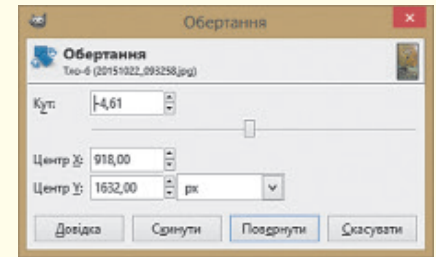 Обертання
Обертання
Тло-6 (20151022_093258.jpg)
Кут: -4,61
Центр X: 918,00
Центр Y: 1632,00 px
Довідка Скинути Повернути Скасувати